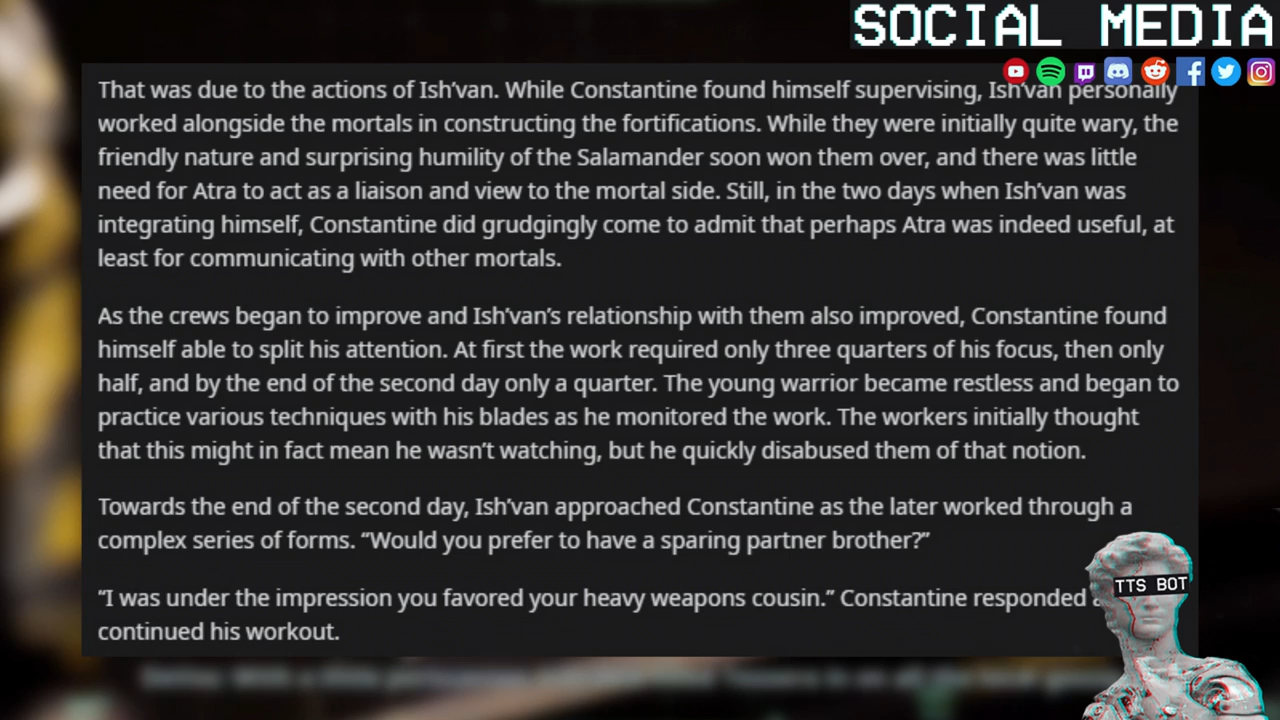 SOCIAL MEDIA
That was due to the actions of Ish’van. While Constantine found himself supervising, Ish’van personally
worked alongside the mortals in constructing the fortifications. While they were initially quite wary, the
friendly nature and surprising humility of the Salamander soon won them over, and there was little
need for Atra to act as a liaison and view to the mortal side. Still, in the two days when Ish’van was
integrating himself, Constantine did grudgingly come to admit that perhaps Atra was indeed useful, at
least for communicating with other mortals.
As the crews began to improve and Ish’van’s relationship with them also improved, Constantine found
himself able to split his attention. At first the work required only three quarters of his focus, then only
half, and by the end of the second day only a quarter. The young warrior became restless and began to
practice various techniques with his blades as he monitored the work. The workers initially thought
that this might in fact mean he wasn’t watching, but he quickly disabused them of that notion.
Towards the end of the second day, Ish’van approached Constantine as the later worked through a
complex series of forms. “Would you prefer to have a sparing partner brother?”
“I was under the impression you favored your heavy weapons cousin.” Constantine responded
continued his workout.
TTS BOT